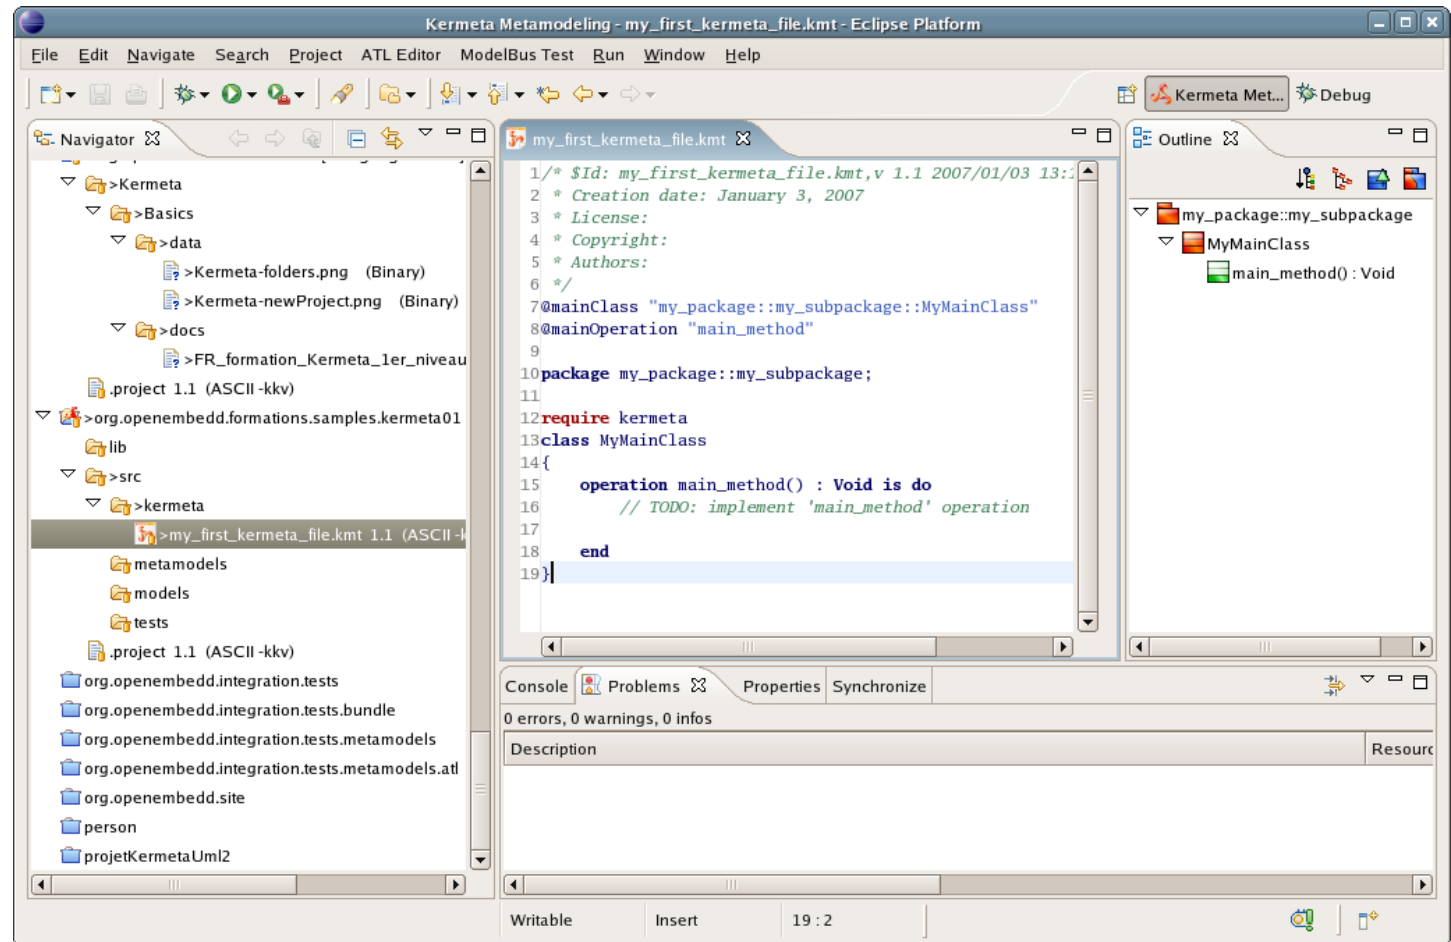 Kermeta Metamodeling - my_first_kermeta_file.kmt - Eclipse Platform
File Edit Navigate Search Project ATL Editor ModelBus Test Run Window Help
Kermeta Met... Debug
Navigator
>Kermeta
>Basics
>data
>Kermeta-folders.png (Binary)
>Kermeta-newProject.png (Binary)
>docs
>FR_formation_Kermeta_1er_niveau
.project 1.1 (ASCII -kkv)
>org.openembedd.formations.samples.kermeta01
lib
>src
>kermeta
>my_first_kermeta_file.kmt 1.1 (ASCII -k
metamodels
models
tests
.project 1.1 (ASCII -kkv)
org.openembedd.integration.tests
org.openembedd.integration.tests.bundle
org.openembedd.integration.tests.metamodels
org.openembedd.integration.tests.metamodels.atl
org.openembedd.site
person
projetKermetaUml2
my_first_kermeta_file.kmt
1 /* $Id: my_first_kermeta_file.kmt,v 1.1 2007/01/03 13:1
2 * Creation date: January 3, 2007
3 * License:
4 * Copyright:
5 * Authors:
6 */
7 @mainClass "my_package::my_subpackage::MyMainClass"
8 @mainOperation "main_method"
9
10 package my_package::my_subpackage;
11
12 require kermeta
13 class MyMainClass
14 {
15 operation main_method() : Void is do
16 // TODO: implement 'main_method' operation
17
18 end
19 }
Outline
my_package::my_subpackage
MyMainClass
main_method() : Void
Console Problems Properties Synchronize
0 errors, 0 warnings, 0 infos
Description Resourc
Writable Insert 19 : 2